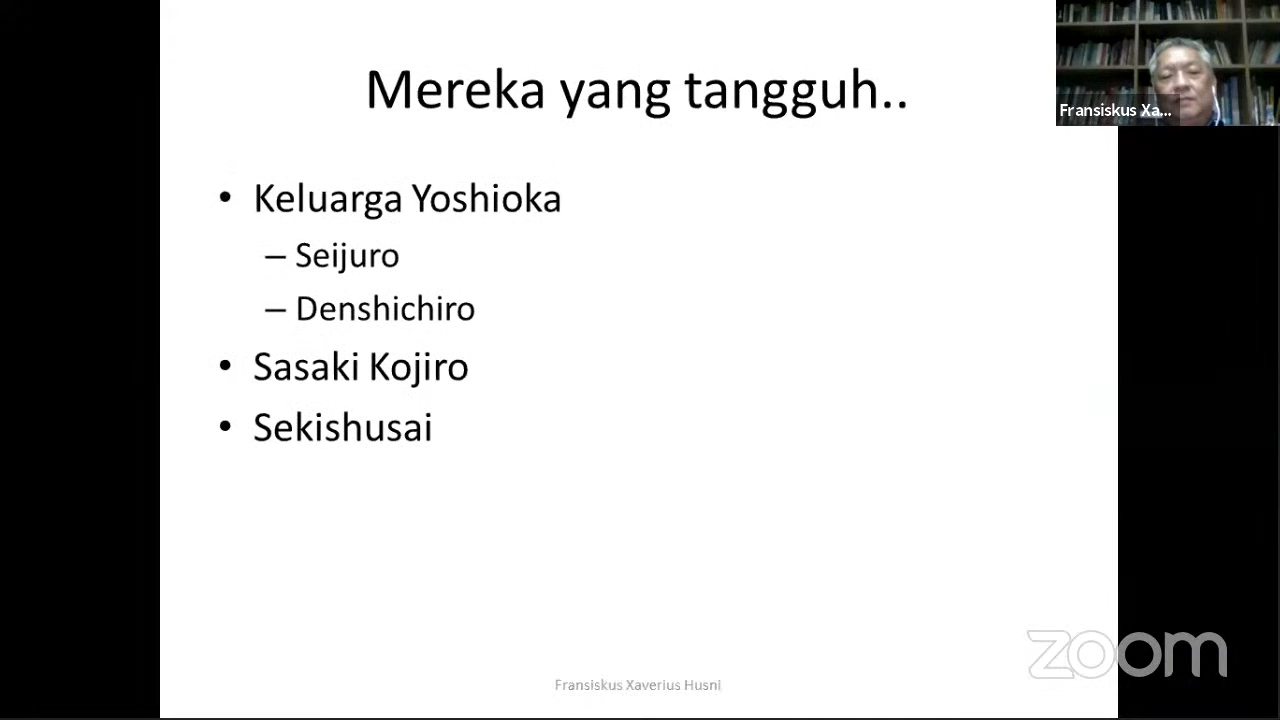 Mereka yang tangguh..
Fransiskus Xa...
• Keluarga Yoshioka
– Seijuro
– Denshichiro
• Sasaki Kojiro
• Sekishusai
zoom
Fransiskus Xaverius Husni